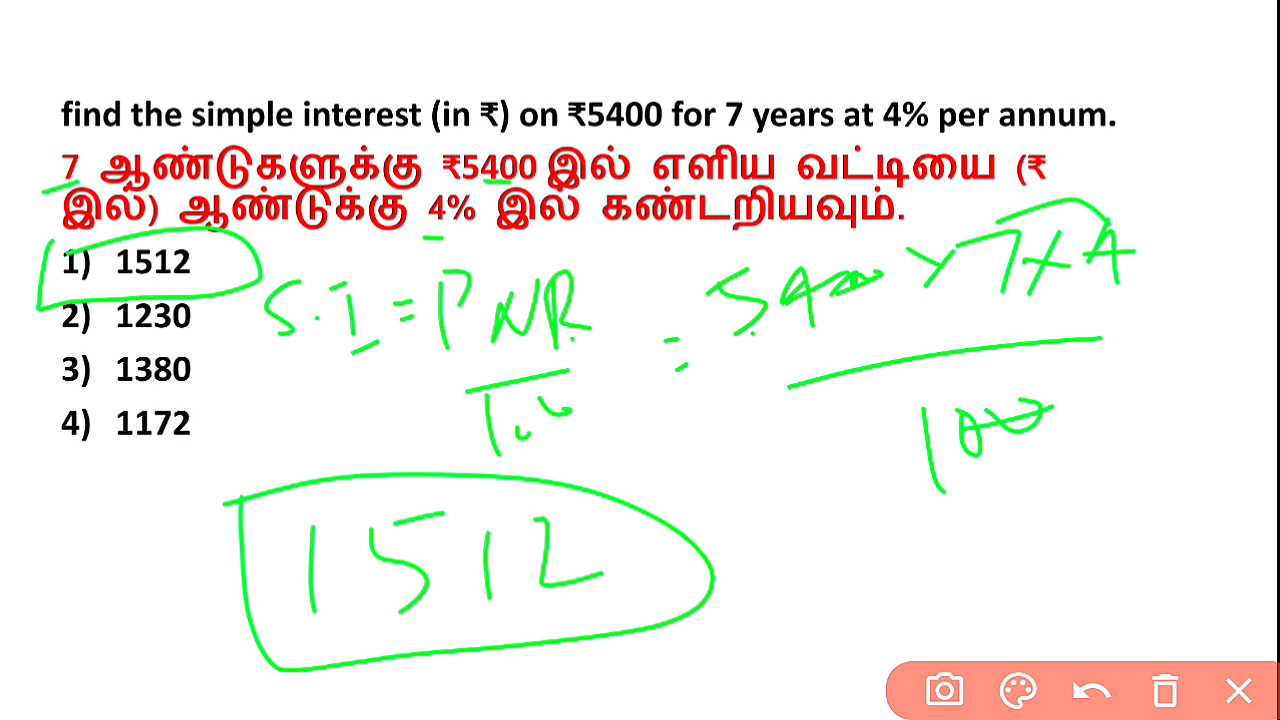 find the simple interest (in ₹) on ₹5400 for 7 years at 4% per annum.
7 ஆண்டுகளுக்கு ₹5400 இல் எளிய வட்டியை (₹
இல்) ஆண்டுக்கு 4% இல் கண்டறியவும்.
1) 1512
2) 1230
3) 1380
4) 1172
S.I = PNR = 5400 x 7 x 4
100 100
1512